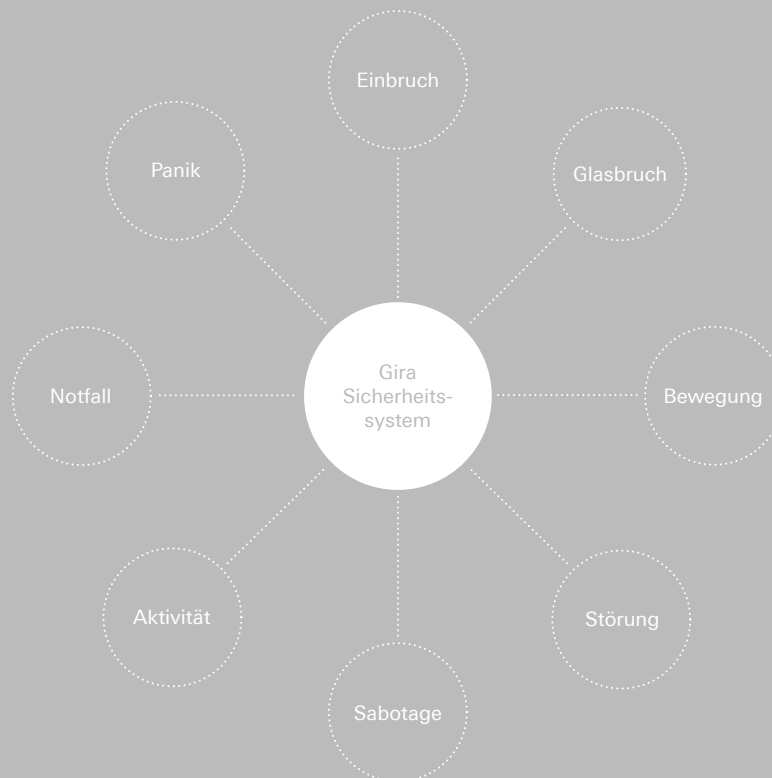 Einbruch
Panik
Glasbruch
Gira
Sicherheits-
system
Notfall
Bewegung
Aktivität
Störung
Sabotage